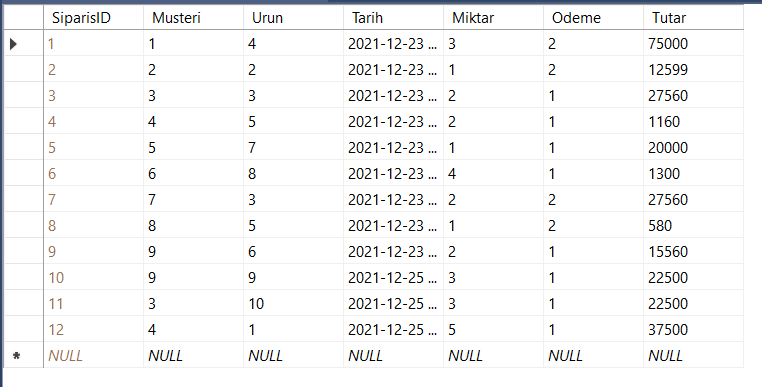 SiparisID Musteri Urun Tarih Miktar Odeme Tutar
1 1 4 2021-12-23 ... 3 2 75000
2 2 2 2021-12-23 ... 1 2 12599
3 3 3 2021-12-23 ... 2 1 27560
4 4 5 2021-12-23 ... 2 1 1160
5 5 7 2021-12-23 ... 1 1 20000
6 6 8 2021-12-23 ... 4 1 1300
7 7 3 2021-12-23 ... 2 2 27560
8 8 5 2021-12-23 ... 1 2 580
9 9 6 2021-12-23 ... 2 1 15560
10 9 9 2021-12-25 ... 3 1 22500
11 3 10 2021-12-25 ... 3 1 22500
12 4 1 2021-12-25 ... 5 1 37500
* NULL NULL NULL NULL NULL NULL NULL